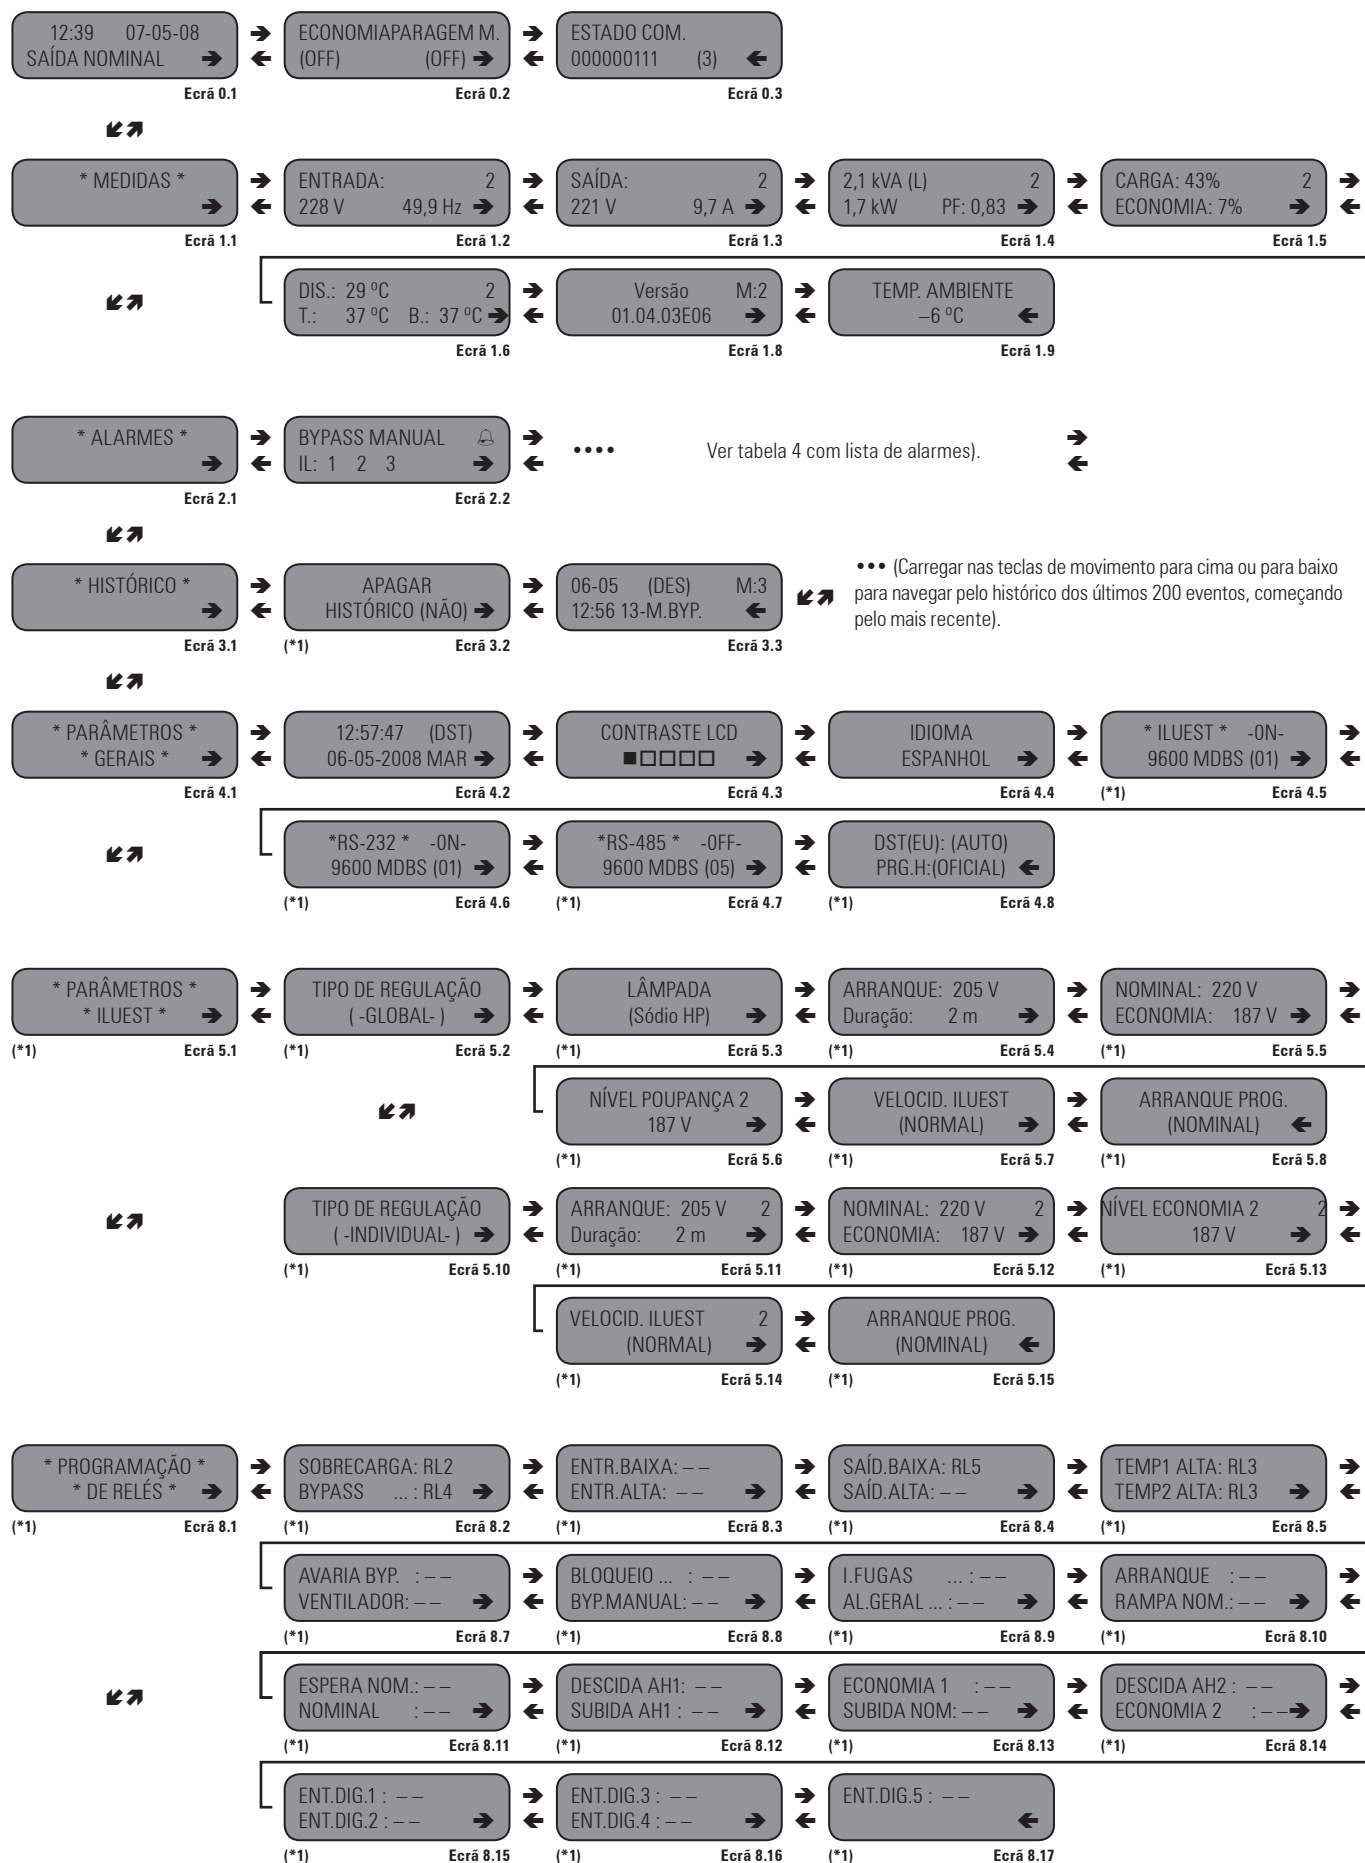 12:39 07-05-08
SAÍDA NOMINAL
Ecrã 0.1
ECONOMIAPARAGEM M.
(OFF) (OFF)
Ecrã 0.2
ESTADO COM.
000000111 (3)
Ecrã 0.3
* MEDIDAS *
Ecrã 1.1
ENTRADA: 2
228 V 49,9 Hz
Ecrã 1.2
SAÍDA: 2
221 V 9,7 A
Ecrã 1.3
2,1 kVA (L) 2
1,7 kW PF: 0,83
Ecrã 1.4
CARGA: 43% 2
ECONOMIA: 7%
Ecrã 1.5
DIS.: 29 ºC 2
T.: 37 ºC B.: 37 ºC
Ecrã 1.6
Versão M:2
01.04.03E06
Ecrã 1.8
TEMP. AMBIENTE
–6 ºC
Ecrã 1.9
* ALARMES *
Ecrã 2.1
BYPASS MANUAL
IL: 1 2 3
Ecrã 2.2
•••• Ver tabela 4 com lista de alarmes).
* HISTÓRICO *
Ecrã 3.1
APAGAR
HISTÓRICO (NÃO)
(*1) Ecrã 3.2
06-05 (DES) M:3
12:56 13-M.BYP.
Ecrã 3.3
••• (Carregar nas teclas de movimento para cima ou para baixo
para navegar pelo histórico dos últimos 200 eventos, começando
pelo mais recente).
* PARÂMETROS *
* GERAIS *
Ecrã 4.1
12:57:47 (DST)
06-05-2008 MAR
Ecrã 4.2
CONTRASTE LCD
■□□□□
Ecrã 4.3
IDIOMA
ESPANHOL
Ecrã 4.4
* ILUEST * -0N-
9600 MDBS (01)
(*1) Ecrã 4.5
*RS-232 * -0N-
9600 MDBS (01)
(*1) Ecrã 4.6
*RS-485 * -0FF-
9600 MDBS (05)
(*1) Ecrã 4.7
DST(EU): (AUTO)
PRG.H:(OFICIAL)
(*1) Ecrã 4.8
* PARÂMETROS *
* ILUEST *
(*1) Ecrã 5.1
TIPO DE REGULAÇÃO
( -GLOBAL- )
(*1) Ecrã 5.2
LÂMPADA
(Sódio HP)
(*1) Ecrã 5.3
ARRANQUE: 205 V
Duração: 2 m
(*1) Ecrã 5.4
NOMINAL: 220 V
ECONOMIA: 187 V
(*1) Ecrã 5.5
NÍVEL POUPANÇA 2
187 V
(*1) Ecrã 5.6
VELOCID. ILUEST
(NORMAL)
(*1) Ecrã 5.7
ARRANQUE PROG.
(NOMINAL)
(*1) Ecrã 5.8
TIPO DE REGULAÇÃO
( -INDIVIDUAL- )
(*1) Ecrã 5.10
ARRANQUE: 205 V 2
Duração: 2 m
(*1) Ecrã 5.11
NOMINAL: 220 V 2
ECONOMIA: 187 V
(*1) Ecrã 5.12
NÍVEL ECONOMIA 2 2
187 V
(*1) Ecrã 5.13
VELOCID. ILUEST 2
(NORMAL)
(*1) Ecrã 5.14
ARRANQUE PROG.
(NOMINAL)
(*1) Ecrã 5.15
* PROGRAMAÇÃO *
* DE RELÉS *
(*1) Ecrã 8.1
SOBRECARGA: RL2
BYPASS ... : RL4
(*1) Ecrã 8.2
ENTR.BAIXA: – –
ENTR.ALTA: – –
(*1) Ecrã 8.3
SAÍD.BAIXA: RL5
SAÍD.ALTA: – –
(*1) Ecrã 8.4
TEMP1 ALTA: RL3
TEMP2 ALTA: RL3
(*1) Ecrã 8.5
AVARIA BYP. : – –
VENTILADOR: – –
(*1) Ecrã 8.7
BLOQUEIO ... : – –
BYP.MANUAL: – –
(*1) Ecrã 8.8
I.FUGAS ... : – –
AL.GERAL ... : – –
(*1) Ecrã 8.9
ARRANQUE : – –
RAMPA NOM.: – –
(*1) Ecrã 8.10
ESPERA NOM.: – –
NOMINAL : – –
(*1) Ecrã 8.11
DESCIDA AH1: – –
SUBIDA AH1 : – –
(*1) Ecrã 8.12
ECONOMIA 1 : – –
SUBIDA NOM: – –
(*1) Ecrã 8.13
DESCIDA AH2 : – –
ECONOMIA 2 : – –
(*1) Ecrã 8.14
ENT.DIG.1 : – –
ENT.DIG.2 : – –
(*1) Ecrã 8.15
ENT.DIG.3 : – –
ENT.DIG.4 : – –
(*1) Ecrã 8.16
ENT.DIG.5 : – –
(*1) Ecrã 8.17